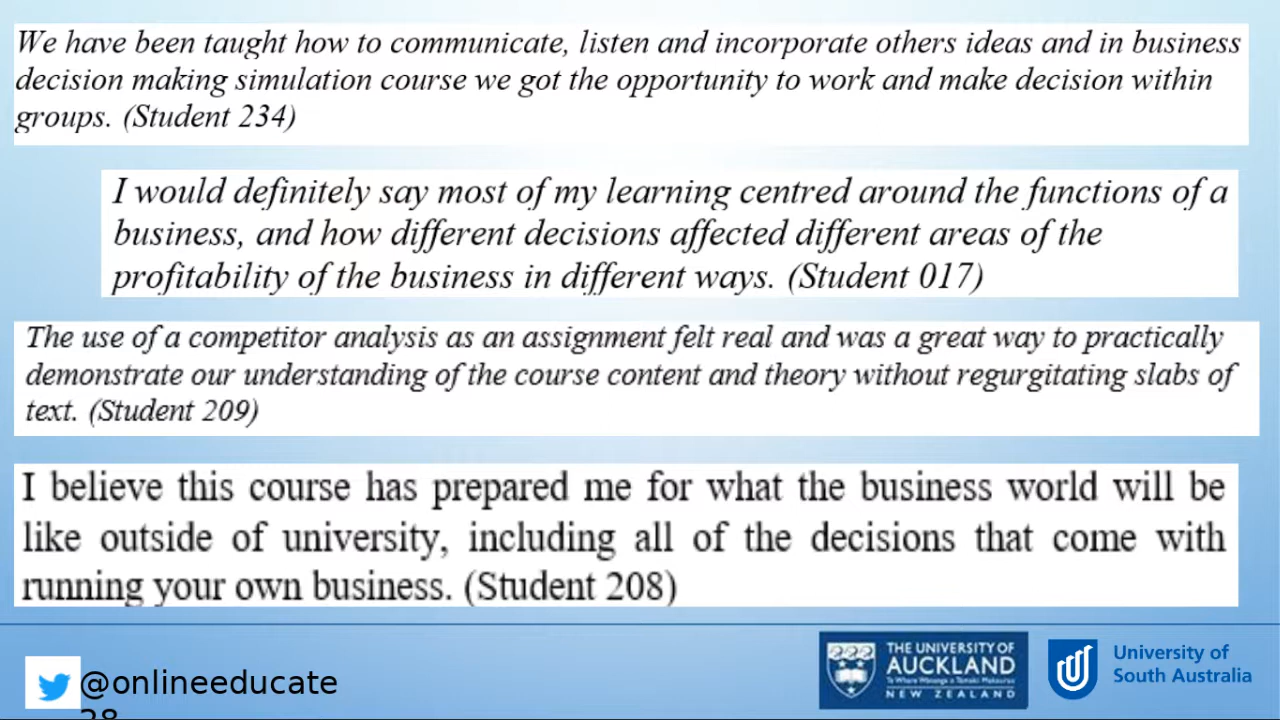 We have been taught how to communicate, listen and incorporate others ideas and in business
decision making simulation course we got the opportunity to work and make decision within
groups. (Student 234)
I would definitely say most of my learning centred around the functions of a
business, and how different decisions affected different areas of the
profitability of the business in different ways. (Student 017)
The use of a competitor analysis as an assignment felt real and was a great way to practically
demonstrate our understanding of the course content and theory without regurgitating slabs of
text. (Student 209)
I believe this course has prepared me for what the business world will be
like outside of university, including all of the decisions that come with
running your own business. (Student 208)
@onlineeducate
THE UNIVERSITY OF
AUCKLAND
Te Whare Wānanga o Tāmaki Makaurau
NEW ZEALAND
University of
South Australia